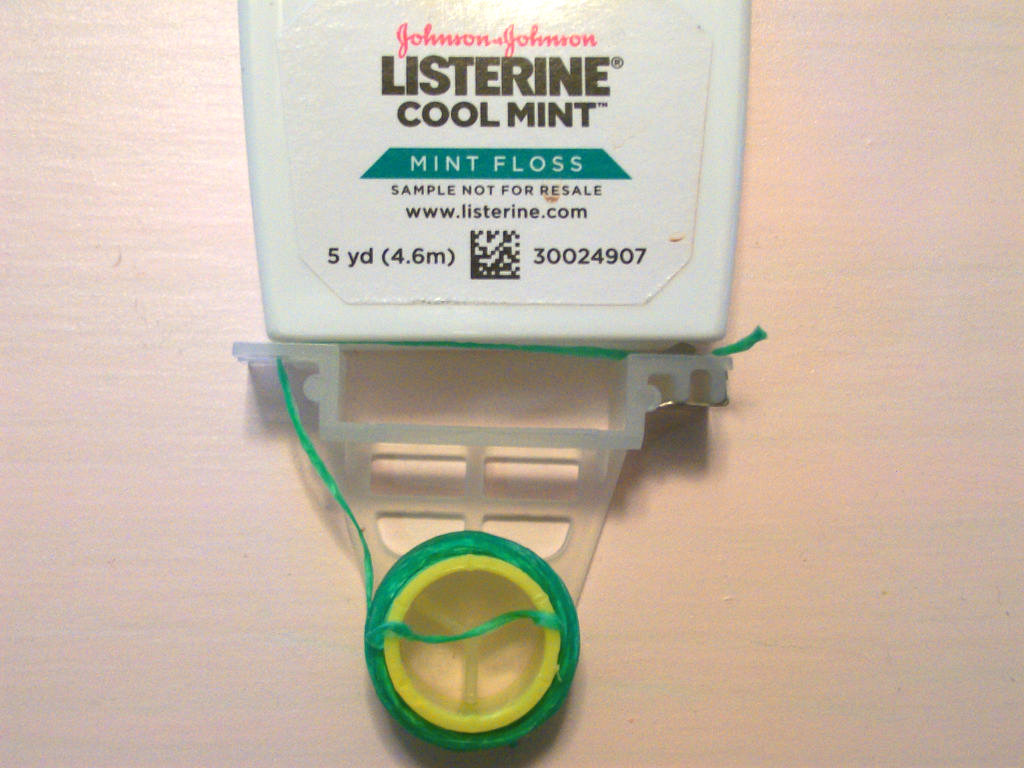 Johnson & Johnson
LISTERINE®
COOL MINT™
MINT FLOSS
SAMPLE NOT FOR RESALE
www.listerine.com
5 yd (4.6m) 30024907